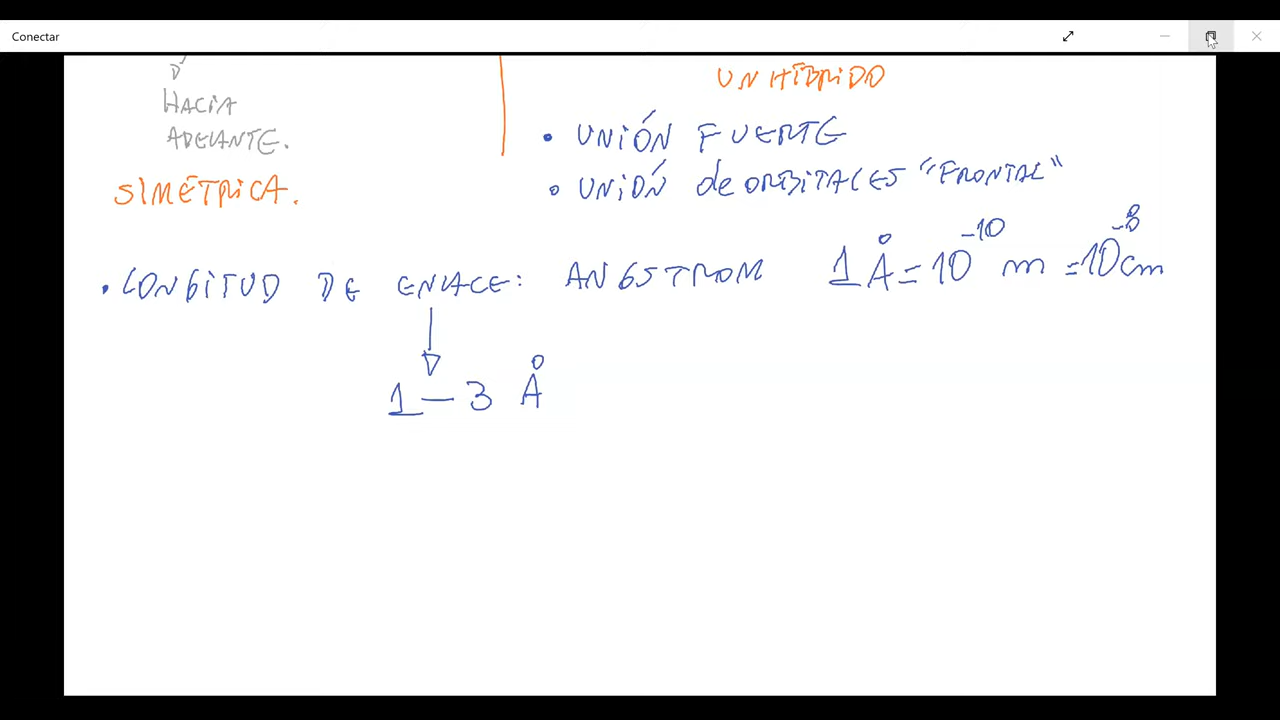 Conectar
HACIA
ADELANTE.
SIMÉTRICA.
UN HÍBRIDO
• UNIÓN FUERTE
• UNIÓN de ORBITALES "FRONTAL"
• LONGITUD DE ENLACE: ANGSTROM 1 Å = 10⁻¹⁰ m = 10⁻⁸ cm
1 — 3 Å